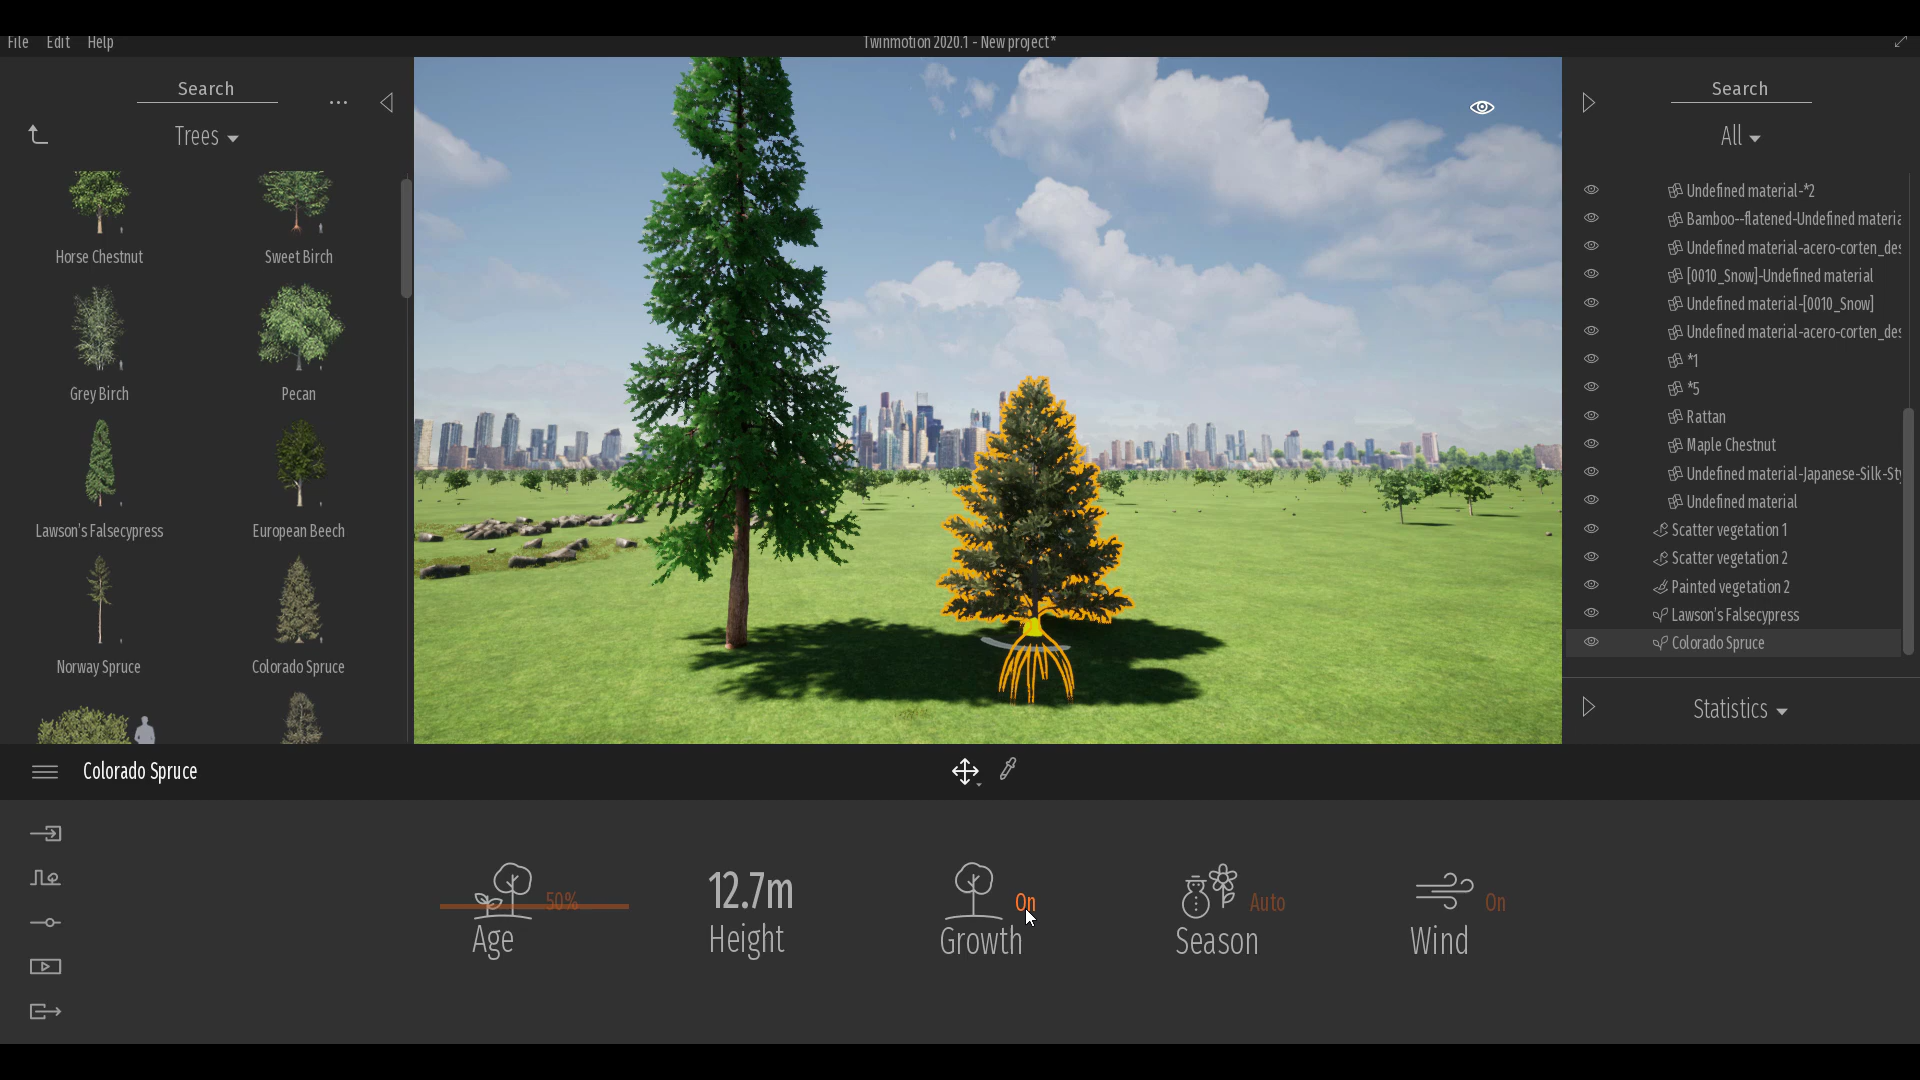 File Edit Help
Twinmotion 2020.1 - New project*
Search
Trees
Horse Chestnut
Sweet Birch
Grey Birch
Pecan
Lawson's Falsecypress
European Beech
Norway Spruce
Colorado Spruce
Search
All
Undefined material-*2
Bamboo--flatened-Undefined materia
Undefined material-acero-corten_des
[0010_Snow]-Undefined material
Undefined material-[0010_Snow]
Undefined material-acero-corten_des
*1
*5
Rattan
Maple Chestnut
Undefined material-Japanese-Silk-Sty
Undefined material
Scatter vegetation 1
Scatter vegetation 2
Painted vegetation 2
Lawson's Falsecypress
Colorado Spruce
Statistics
Colorado Spruce
50%
Age
12.7m
Height
On
Growth
Auto
Season
On
Wind